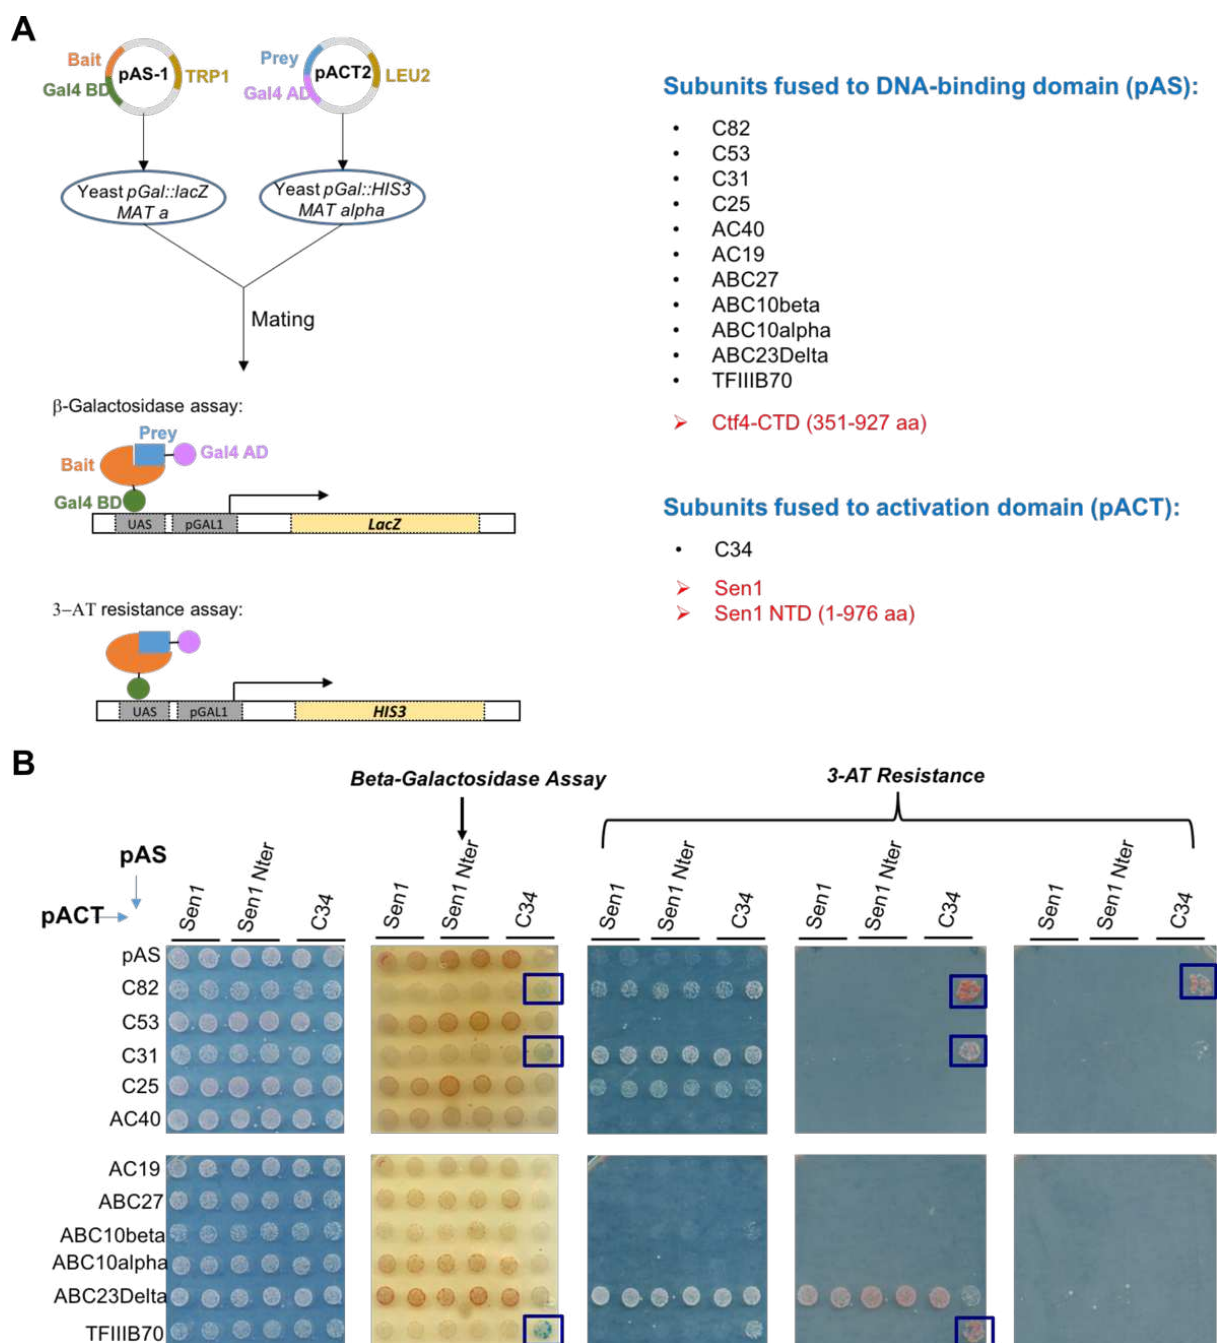 A
Bait
pAS-1
TRP1
Gal4 BD
Prey
pACT2
LEU2
Gal4 AD
Yeast pGal::lacZ
MAT a
Yeast pGal::HIS3
MAT alpha
Mating
β-Galactosidase assay:
Prey
Gal4 AD
Bait
Gal4 BD
UAS
pGAL1
LacZ
3–AT resistance assay:
UAS
pGAL1
HIS3
Subunits fused to DNA-binding domain (pAS):
• C82
• C53
• C31
• C25
• AC40
• AC19
• ABC27
• ABC10beta
• ABC10alpha
• ABC23Delta
• TFIIIB70
➢ Ctf4-CTD (351-927 aa)
Subunits fused to activation domain (pACT):
• C34
➢ Sen1
➢ Sen1 NTD (1-976 aa)
B
Beta-Galactosidase Assay
3-AT Resistance
pAS
pACT
Sen1
Sen1 Nter
C34
Sen1
Sen1 Nter
C34
Sen1
Sen1 Nter
C34
Sen1
Sen1 Nter
C34
Sen1
Sen1 Nter
C34
pAS
C82
C53
C31
C25
AC40
AC19
ABC27
ABC10beta
ABC10alpha
ABC23Delta
TFIIIB70